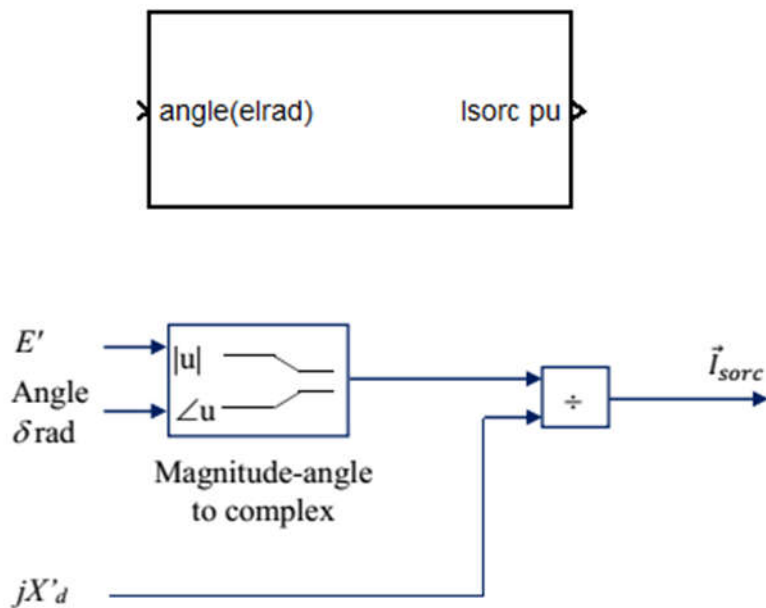 angle(elrad) Isorc pu
E'
|u|
Angle
δ rad
∠u
÷
I⃗sorc
Magnitude-angle
to complex
jX'd